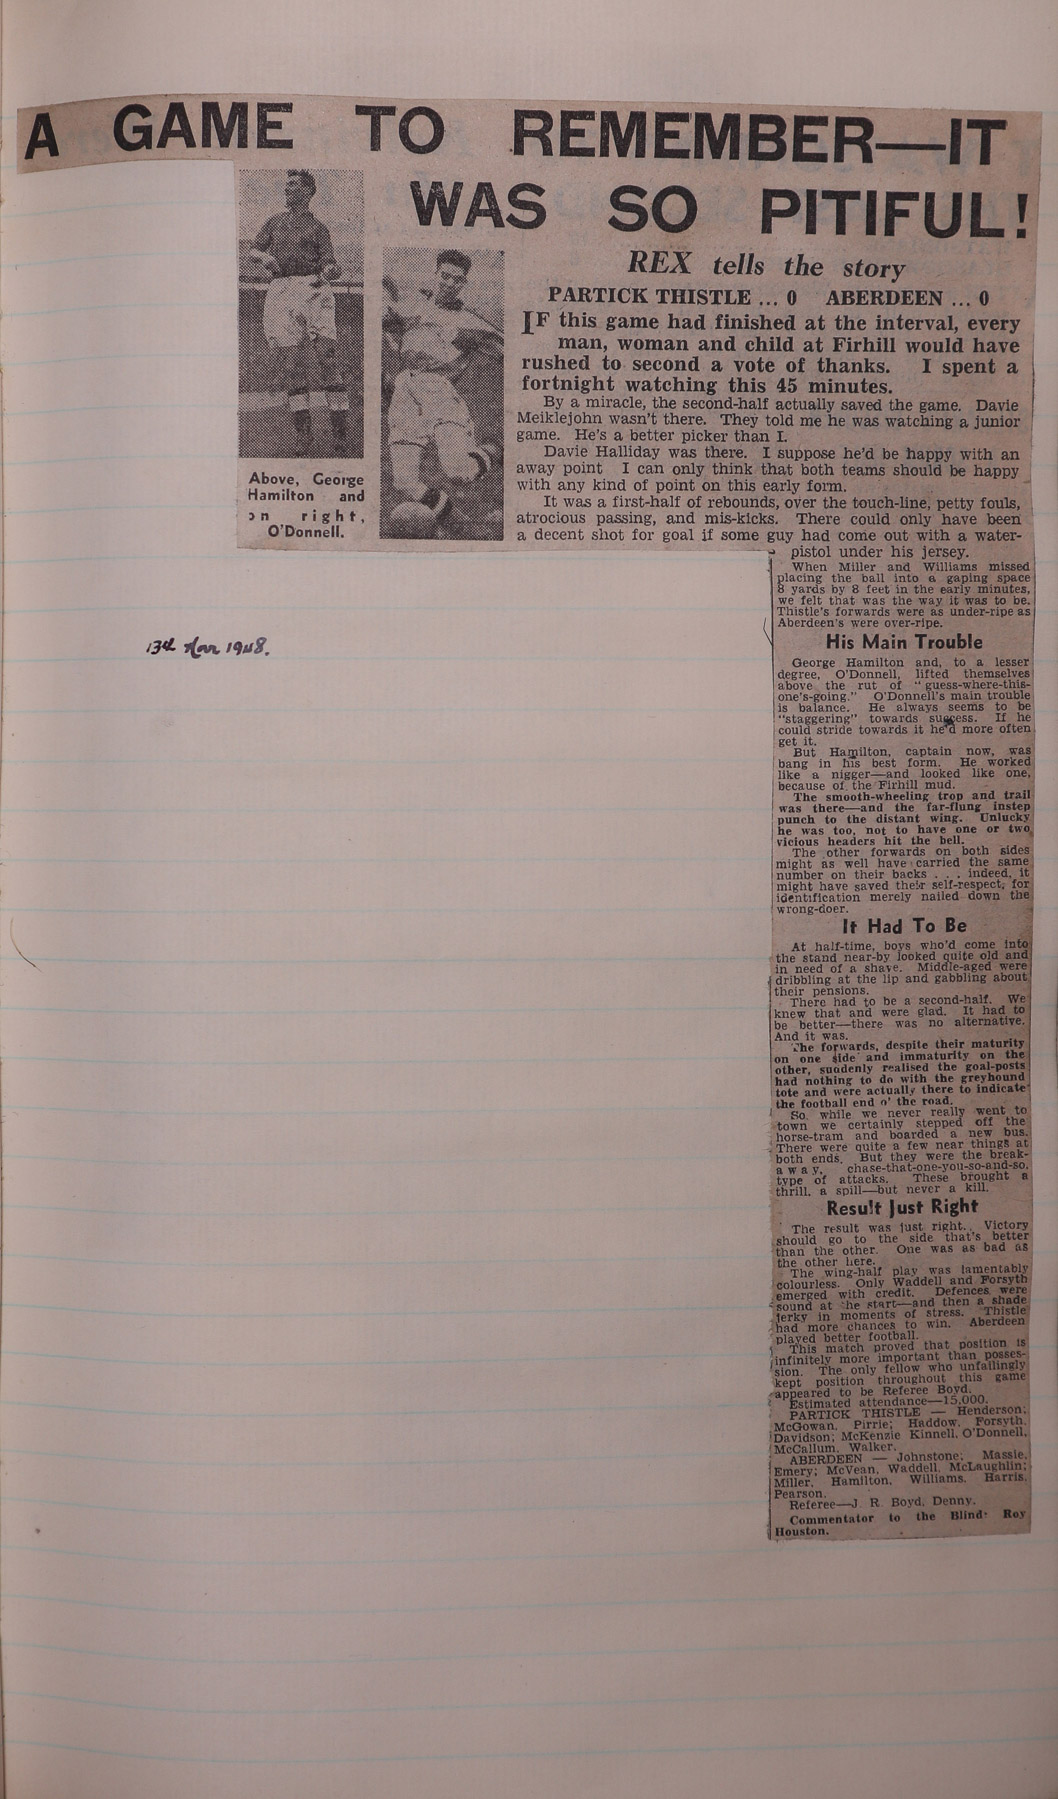 A GAME TO REMEMBER—IT
WAS SO PITIFUL!
Above, George
Hamilton and
on right,
O'Donnell.
REX tells the story
PARTICK THISTLE ... 0 ABERDEEN ... 0
IF this game had finished at the interval, every
man, woman and child at Firhill would have
rushed to second a vote of thanks. I spent a
fortnight watching this 45 minutes.
By a miracle, the second-half actually saved the game. Davie
Meiklejohn wasn't there. They told me he was watching a junior
game. He's a better picker than I.
Davie Halliday was there. I suppose he'd be happy with an
away point I can only think that both teams should be happy
with any kind of point on this early form.
It was a first-half of rebounds, over the touch-line, petty fouls,
atrocious passing, and mis-kicks. There could only have been
a decent shot for goal if some guy had come out with a water-
pistol under his jersey.
When Miller and Williams missed
placing the ball into a gaping space
8 yards by 8 feet in the early minutes,
we felt that was the way it was to be.
Thistle's forwards were as under-ripe as
Aberdeen's were over-ripe.
His Main Trouble
George Hamilton and, to a lesser
degree, O'Donnell, lifted themselves
above the rut of "guess-where-this-
one's-going." O'Donnell's main trouble
is balance. He always seems to be
"staggering" towards success. If he
could stride towards it he'd more often
get it.
But Hamilton, captain now, was
bang in his best form. He worked
like a nigger—and looked like one,
because of the Firhill mud.
The smooth-wheeling trop and trail
was there—and the far-flung instep
punch to the distant wing. Unlucky
he was too, not to have one or two
vicious headers hit the bell.
The other forwards on both sides
might as well have carried the same
number on their backs . . . indeed, it
might have saved their self-respect, for
identification merely nailed down the
wrong-doer.
It Had To Be
At half-time, boys who'd come into
the stand near-by looked quite old and
in need of a shave. Middle-aged were
dribbling at the lip and gabbling about
their pensions.
There had to be a second-half. We
knew that and were glad. It had to
be better—there was no alternative.
And it was.
The forwards, despite their maturity
on one side and immaturity on the
other, suddenly realised the goal-posts
had nothing to do with the greyhound
tote and were actually there to indicate
the football end o' the road.
So, while we never really went to
town we certainly stepped off the
horse-tram and boarded a new bus.
There were quite a few near things at
both ends. But they were the break-
away, chase-that-one-you-so-and-so,
type of attacks. These brought a
thrill, a spill—but never a kill.
Result Just Right
The result was just right. Victory
should go to the side that's better
than the other. One was as bad as
the other here.
The wing-half play was lamentably
colourless. Only Waddell and Forsyth
emerged with credit. Defences were
sound at the start—and then a shade
jerky in moments of stress. Thistle
had more chances to win. Aberdeen
played better football.
This match proved that position is
infinitely more important than posses-
sion. The only fellow who unfailingly
kept position throughout this game
appeared to be Referee Boyd.
Estimated attendance—15,000.
PARTICK THISTLE — Henderson;
McGowan, Pirrie; Haddow, Forsyth,
Davidson; McKenzie Kinnell, O'Donnell,
McCallum, Walker.
ABERDEEN — Johnstone; Massie,
Emery; McVean, Waddell, McLaughlin;
Miller, Hamilton, Williams, Harris,
Pearson.
Referee—J. R. Boyd, Denny.
Commentator to the Blind: Roy
Houston.
13th Mar 1948.